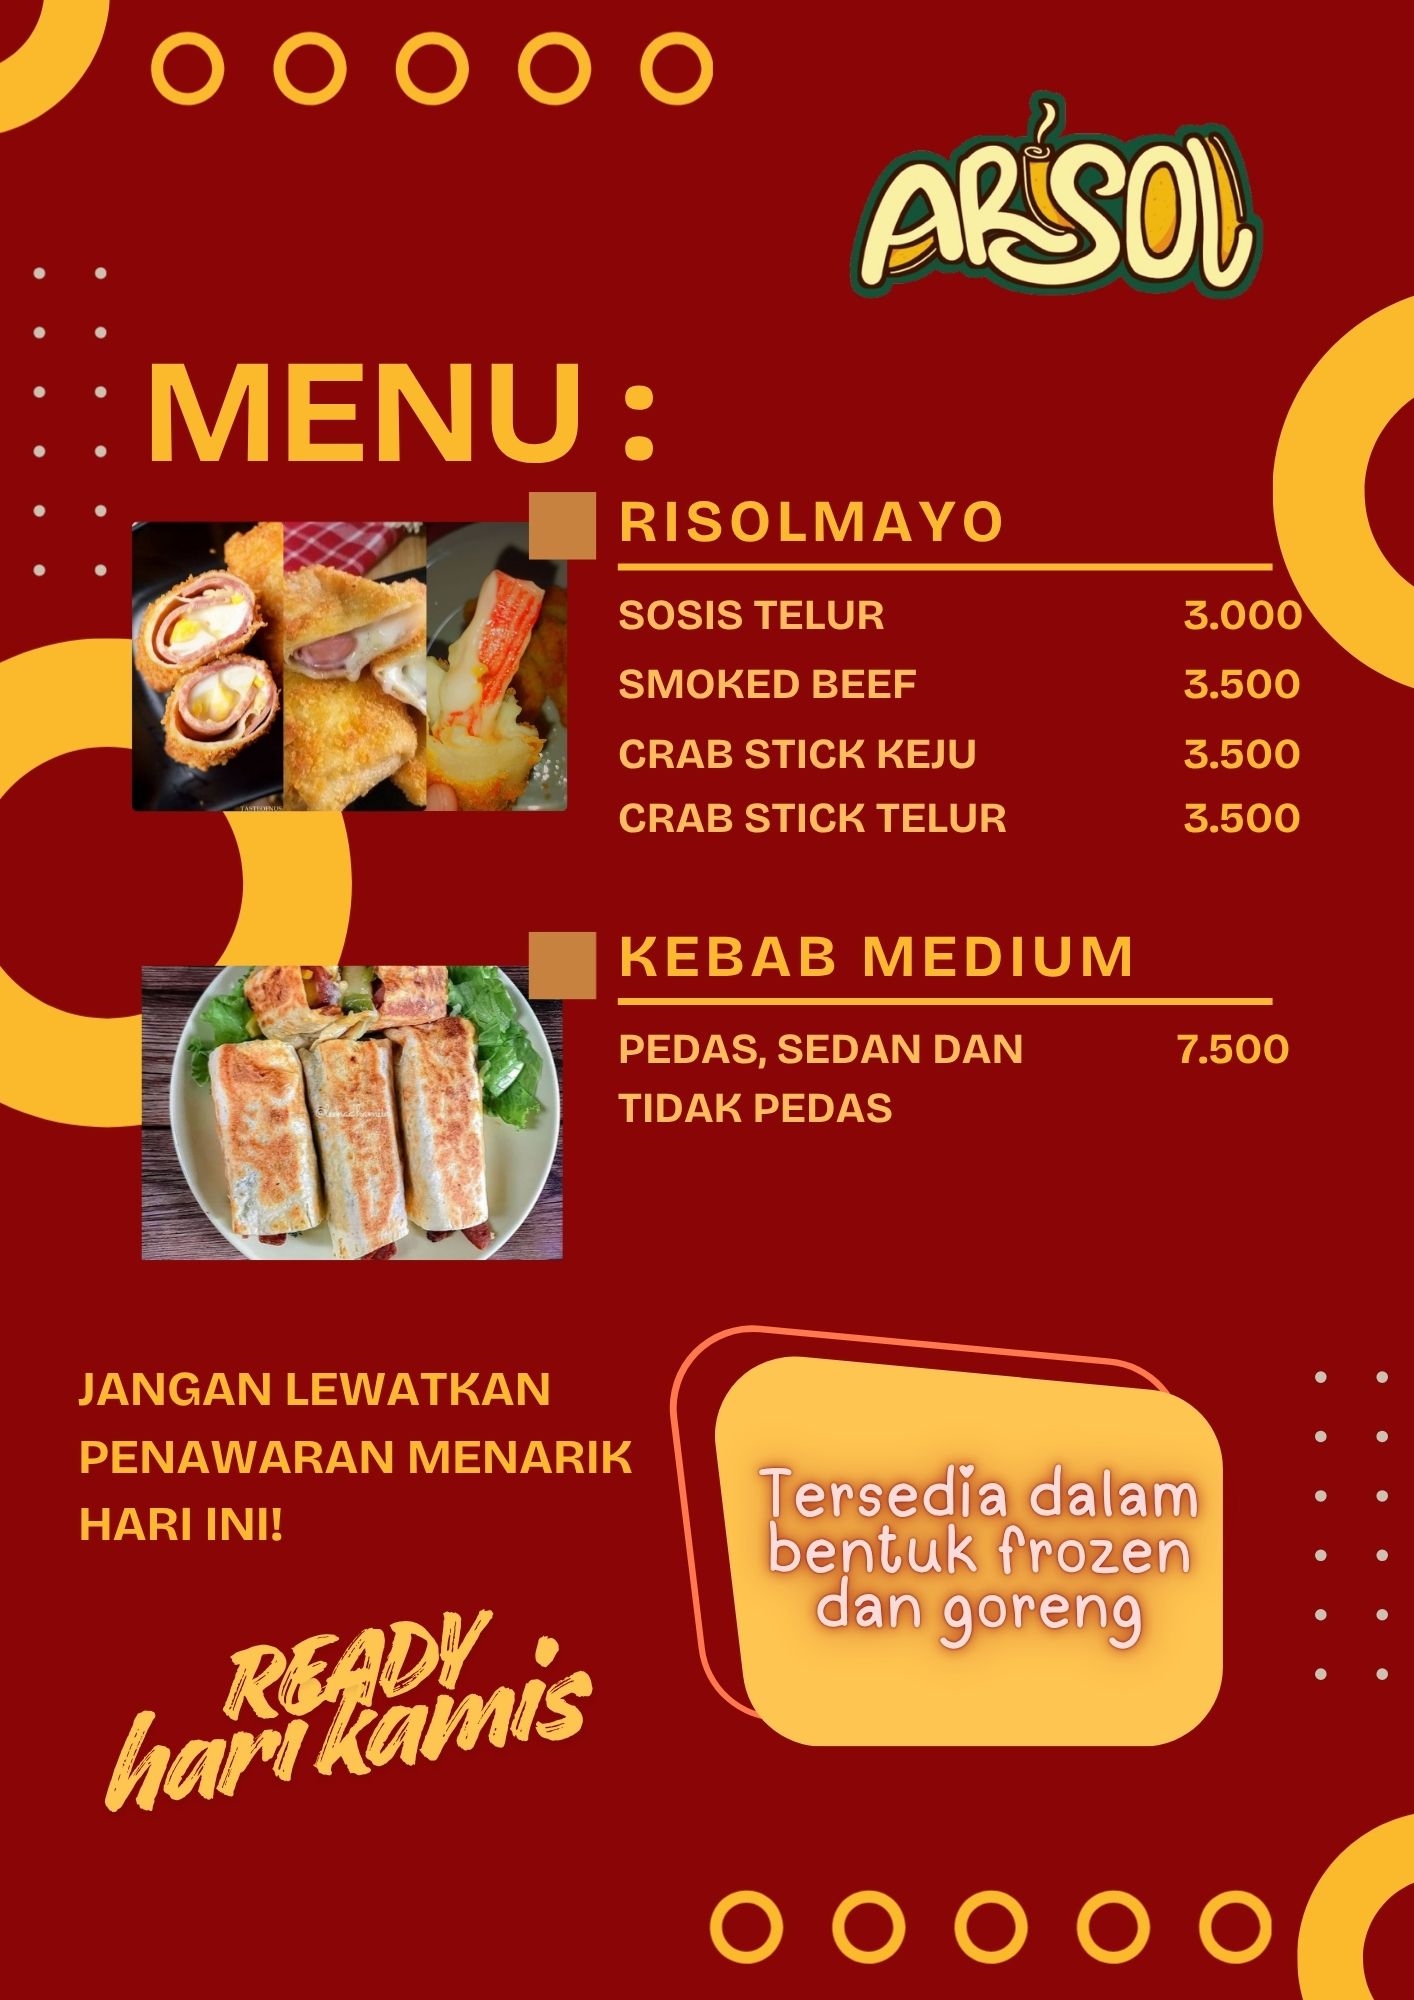 ARISOL
MENU :
RISOLMAYO
SOSIS TELUR 3.000
SMOKED BEEF 3.500
CRAB STICK KEJU 3.500
CRAB STICK TELUR 3.500
KEBAB MEDIUM
PEDAS, SEDAN DAN 7.500
TIDAK PEDAS
JANGAN LEWATKAN
PENAWARAN MENARIK
HARI INI!
Tersedia dalam
bentuk frozen
dan goreng
READY
hari kamis